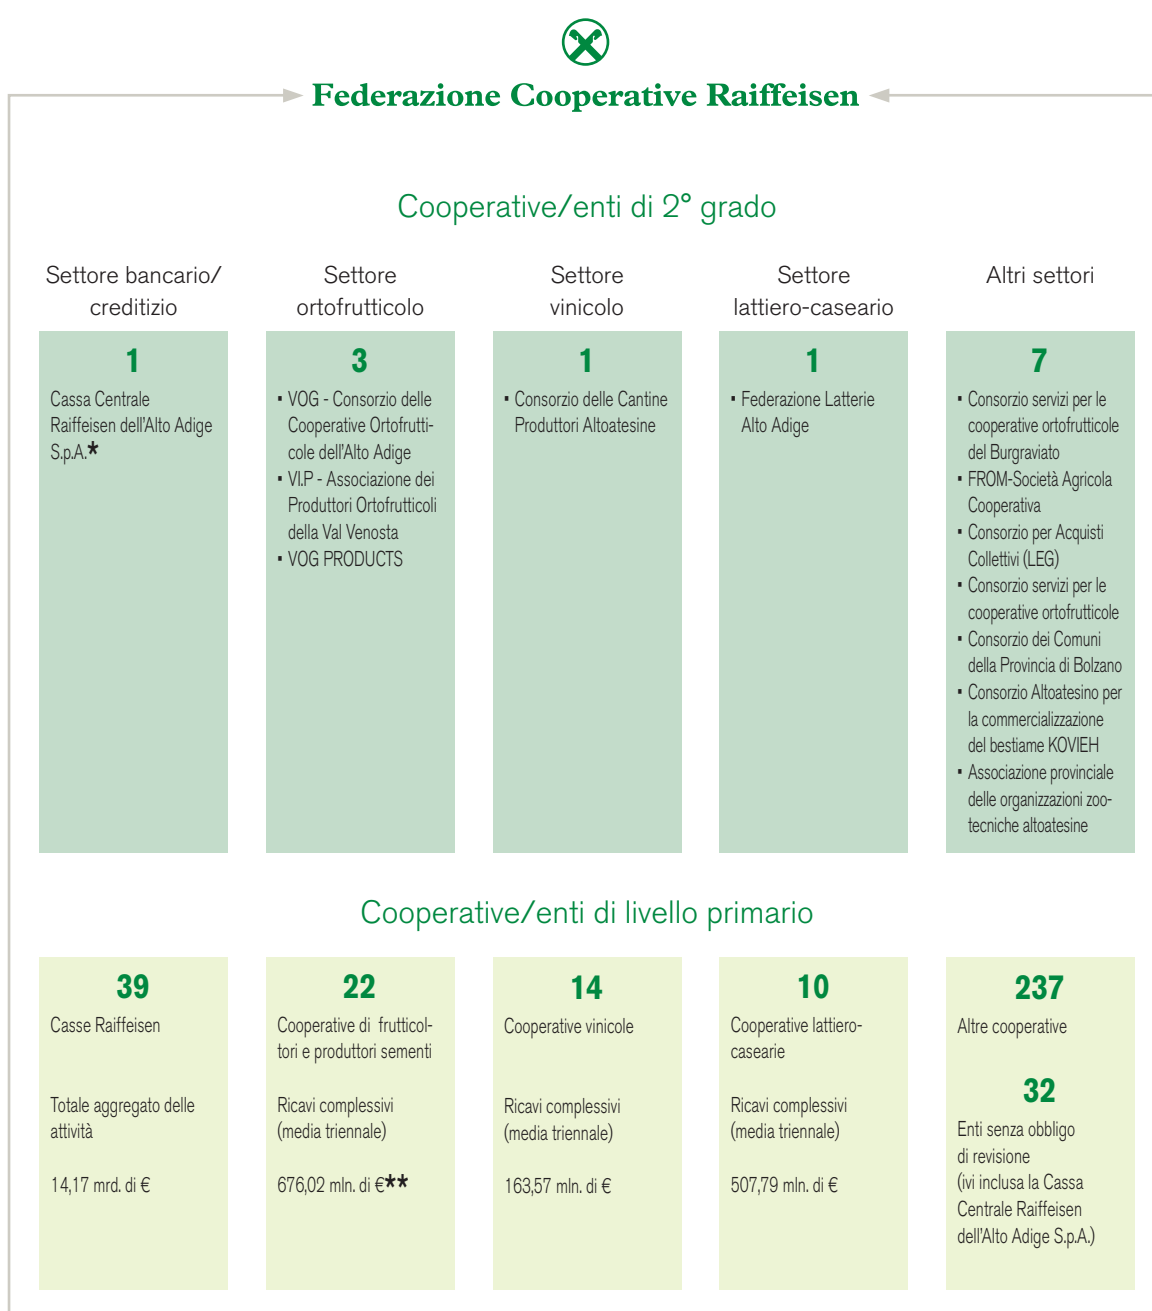 Federazione Cooperative Raiffeisen
Cooperative/enti di 2° grado
Settore bancario/
creditizio
1
Cassa Centrale
Raiffeisen dell'Alto Adige
S.p.A.*
Settore
ortofrutticolo
3
• VOG - Consorzio delle
Cooperative Ortofrutti-
cole dell'Alto Adige
• VI.P - Associazione dei
Produttori Ortofrutticoli
della Val Venosta
• VOG PRODUCTS
Settore
vinicolo
1
• Consorzio delle Cantine
Produttori Altoatesine
Settore
lattiero-caseario
1
• Federazione Latterie
Alto Adige
Altri settori
7
• Consorzio servizi per le
cooperative ortofrutticole
del Burgraviato
• FROM-Società Agricola
Cooperativa
• Consorzio per Acquisti
Collettivi (LEG)
• Consorzio servizi per le
cooperative ortofrutticole
• Consorzio dei Comuni
della Provincia di Bolzano
• Consorzio Altoatesino per
la commercializzazione
del bestiame KOVIEH
• Associazione provinciale
delle organizzazioni zoo-
tecniche altoatesine
Cooperative/enti di livello primario
39
Casse Raiffeisen
Totale aggregato delle
attività
14,17 mrd. di €
22
Cooperative di frutticol-
tori e produttori sementi
Ricavi complessivi
(media triennale)
676,02 mln. di €**
14
Cooperative vinicole
Ricavi complessivi
(media triennale)
163,57 mln. di €
10
Cooperative lattiero-
casearie
Ricavi complessivi
(media triennale)
507,79 mln. di €
237
Altre cooperative
32
Enti senza obbligo
di revisione
(ivi inclusa la Cassa
Centrale Raiffeisen
dell'Alto Adige S.p.A.)